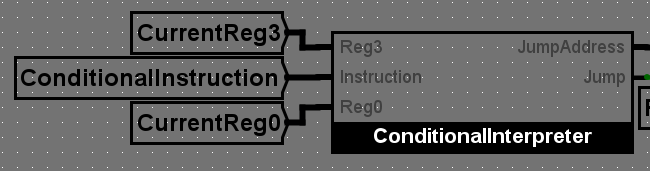 CurrentReg3
Reg3
JumpAddress
ConditionalInstruction
Instruction
Jump
CurrentReg0
Reg0
ConditionalInterpreter